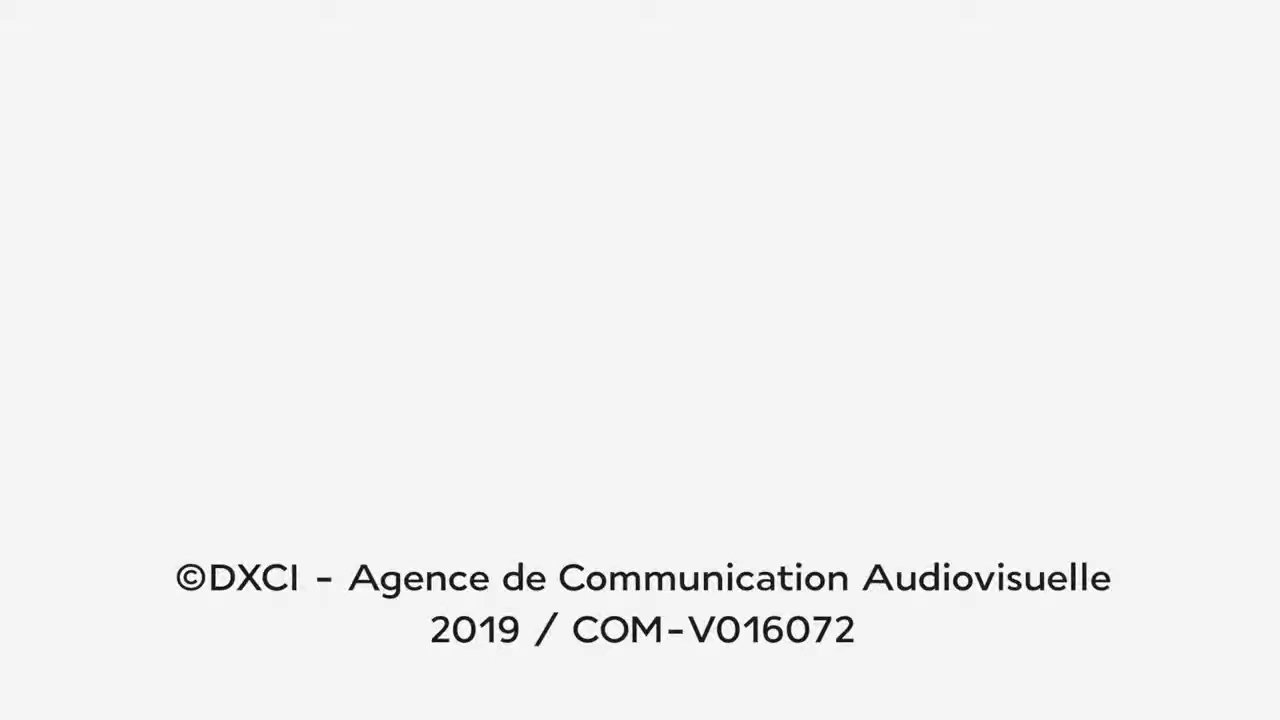 ©DXCI - Agence de Communication Audiovisuelle
2019 / COM-V016072